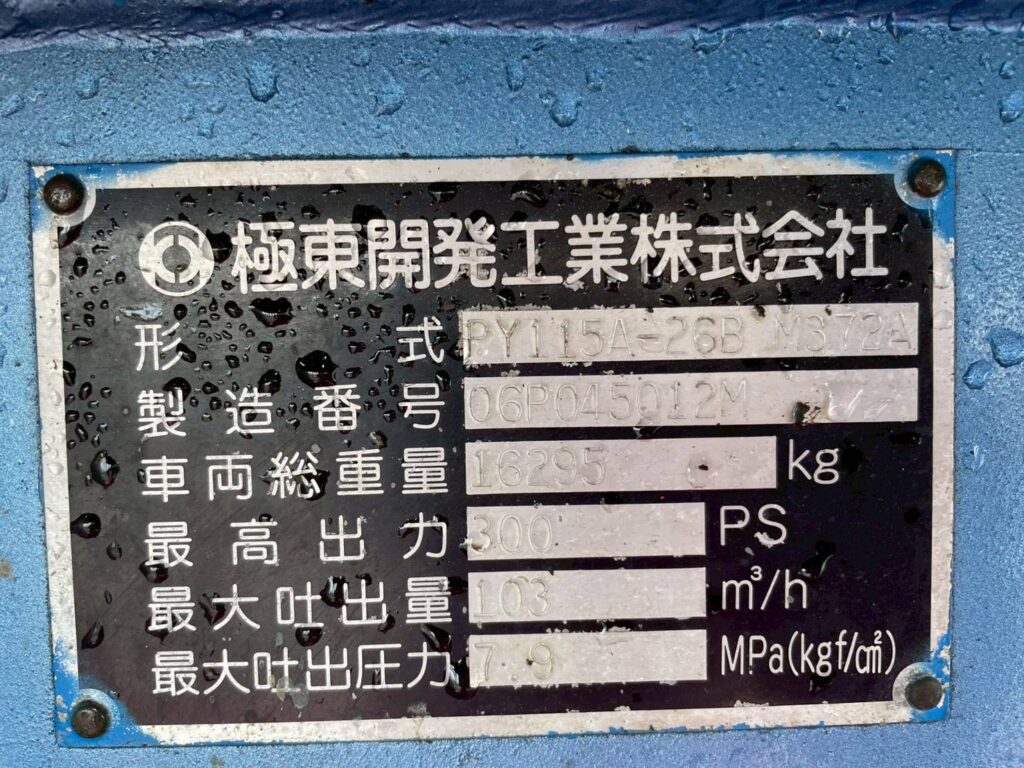 極東開発工業株式会社
形式 PY115A-26B M372A
製造番号 06P045012M
車両総重量 16295 kg
最高出力 300 PS
最大吐出量 103 m³/h
最大吐出圧力 7.9 MPa(kgf/c㎡)